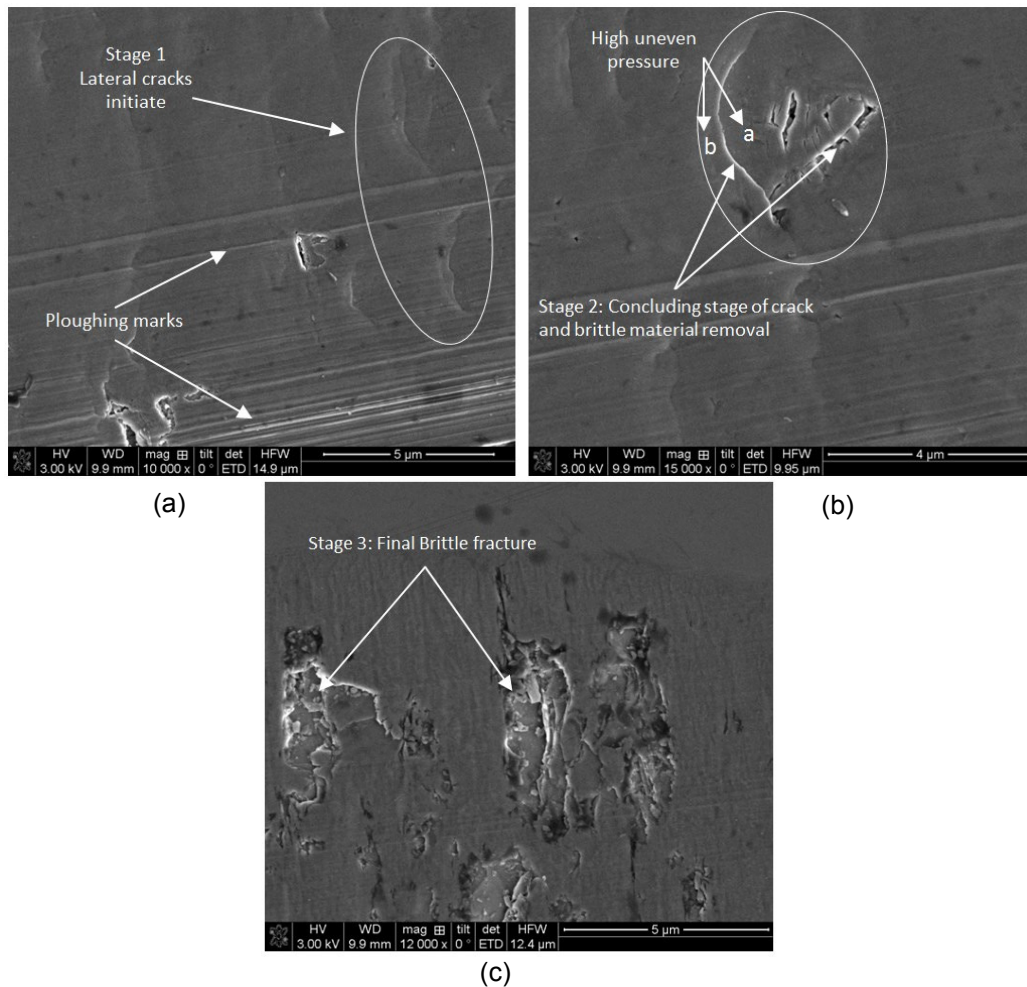 Stage 1
Lateral cracks
initiate
Ploughing marks
HV WD mag ⊞ tilt det HFW 5 µm
3.00 kV 9.9 mm 10 000 x 0 ° ETD 14.9 µm
(a)
High uneven
pressure
a
b
Stage 2: Concluding stage of crack
and brittle material removal
HV WD mag ⊞ tilt det HFW 4 µm
3.00 kV 9.9 mm 15 000 x 0 ° ETD 9.95 µm
(b)
Stage 3: Final Brittle fracture
HV WD mag ⊞ tilt det HFW 5 µm
3.00 kV 9.9 mm 12 000 x 0 ° ETD 12.4 µm
(c)